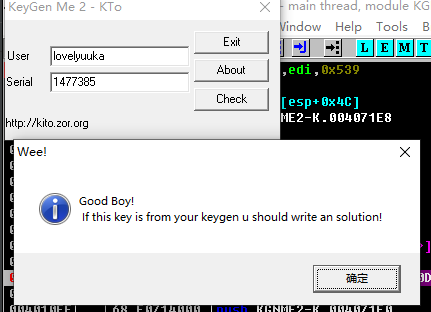 KeyGen Me 2 - KTo
- main thread, module KG
User lovelyuuka
Exit
Serial 1477385
About
Check
http://kito.zor.org
Window Tools
L E M T
,edi,0x539
[esp+0x4C]
ME2-K.004071E8
Wee!
Good Boy!
If this key is from your keygen u should write an solution!
确定